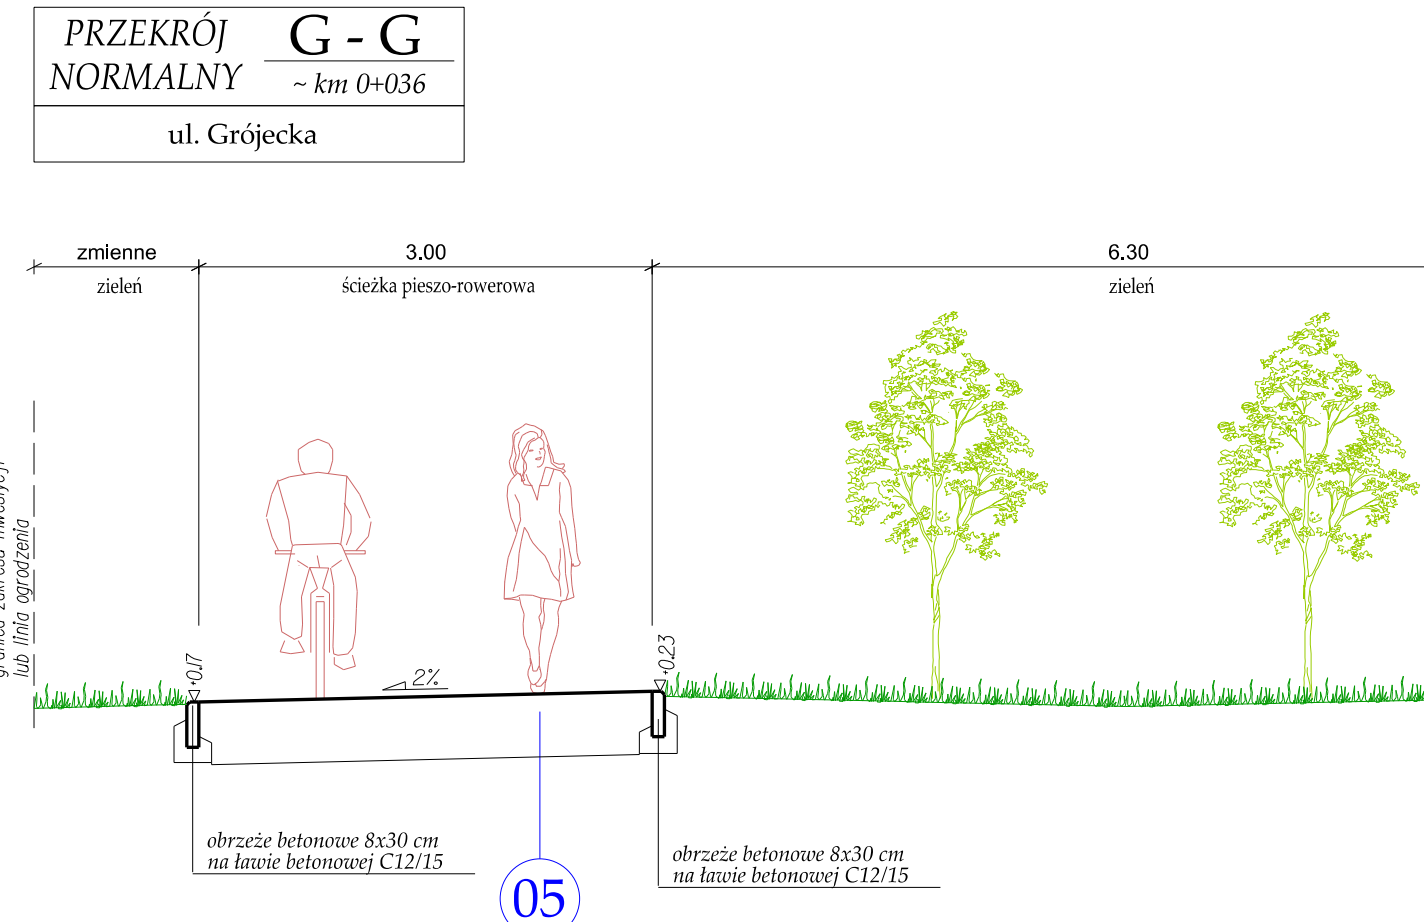 PRZEKRÓJ
NORMALNY
G - G
~ km 0+036
ul. Grójecka
zmienne
3.00
6.30
zieleń
ścieżka pieszo-rowerowa
zieleń
lub linia ogrodzenia
+0.17
2%
+0.23
obrzeże betonowe 8x30 cm
na ławie betonowej C12/15
obrzeże betonowe 8x30 cm
na ławie betonowej C12/15
05